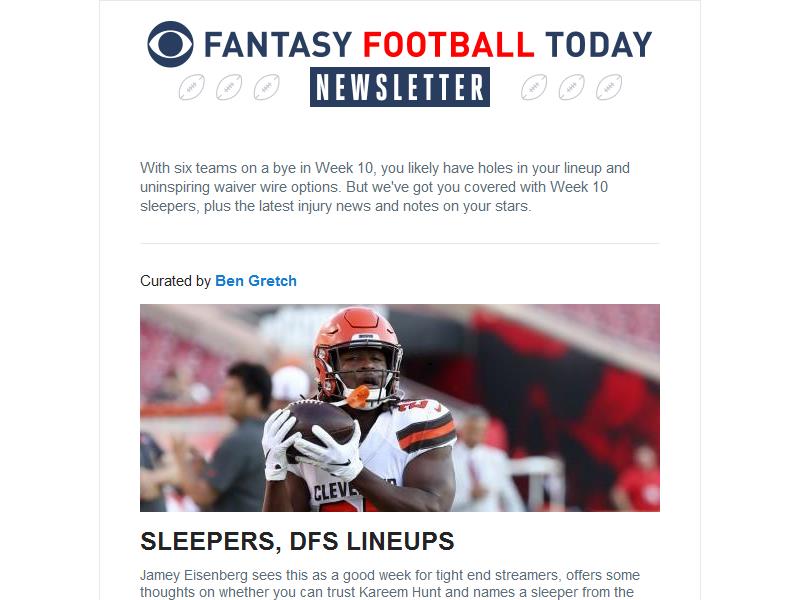 FANTASY FOOTBALL TODAY
NEWSLETTER
With six teams on a bye in Week 10, you likely have holes in your lineup and
uninspiring waiver wire options. But we've got you covered with Week 10
sleepers, plus the latest injury news and notes on your stars.
Curated by Ben Gretch
CLEVE
SLEEPERS, DFS LINEUPS
Jamey Eisenberg sees this as a good week for tight end streamers, offers some
thoughts on whether you can trust Kareem Hunt and names a sleeper from the